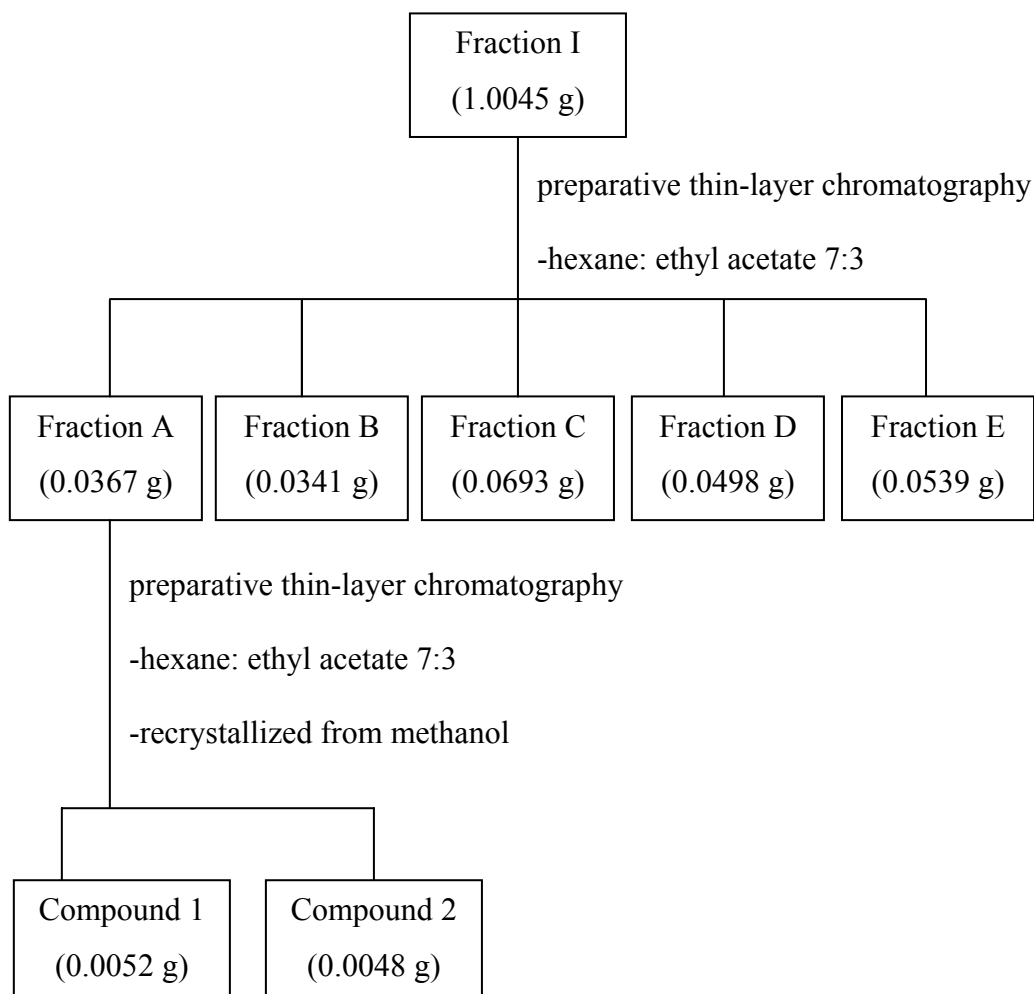 Fraction I
(1.0045 g)
preparative thin-layer chromatography
-hexane: ethyl acetate 7:3
Fraction A
(0.0367 g)
Fraction B
(0.0341 g)
Fraction C
(0.0693 g)
Fraction D
(0.0498 g)
Fraction E
(0.0539 g)
preparative thin-layer chromatography
-hexane: ethyl acetate 7:3
-recrystallized from methanol
Compound 1
(0.0052 g)
Compound 2
(0.0048 g)